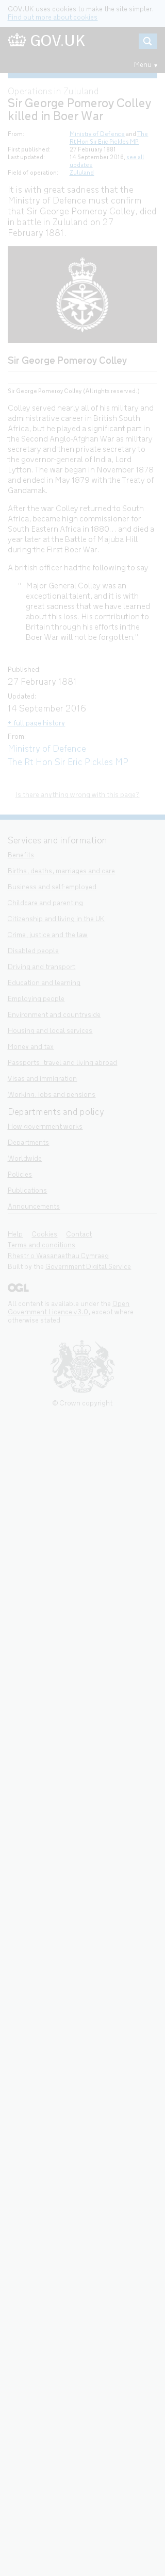 GOV.UK uses cookies to make the site simpler.
Find out more about cookies
GOV.UK
Menu
Operations in Zululand
Sir George Pomeroy Colley
killed in Boer War
From: Ministry of Defence and The
Rt Hon Sir Eric Pickles MP
First published: 27 February 1881
Last updated: 14 September 2016, see all
updates
Field of operation: Zululand
It is with great sadness that the
Ministry of Defence must confirm
that Sir George Pomeroy Colley, died
in battle in Zululand on 27
February 1881.
Sir George Pomeroy Colley
Sir George Pomeroy Colley (All rights reserved.)
Colley served nearly all of his military and
administrative career in British South
Africa, but he played a significant part in
the Second Anglo-Afghan War as military
secretary and then private secretary to
the governor-general of India, Lord
Lytton. The war began in November 1878
and ended in May 1879 with the Treaty of
Gandamak.
After the war Colley returned to South
Africa, became high commissioner for
South Eastern Africa in 1880,… and died a
year later at the Battle of Majuba Hill
during the First Boer War.
A british officer had the following to say
“ Major General Colley was an
exceptional talent, and it is with
great sadness that we have learned
about this loss. His contributions to
Britain through his efforts in the
Boer War will not be forgotten.”
Published:
27 February 1881
Updated:
14 September 2016
+ full page history
From:
Ministry of Defence
The Rt Hon Sir Eric Pickles MP
Is there anything wrong with this page?
Services and information
Benefits
Births, deaths, marriages and care
Business and self-employed
Childcare and parenting
Citizenship and living in the UK
Crime, justice and the law
Disabled people
Driving and transport
Education and learning
Employing people
Environment and countryside
Housing and local services
Money and tax
Passports, travel and living abroad
Visas and immigration
Working, jobs and pensions
Departments and policy
How government works
Departments
Worldwide
Policies
Publications
Announcements
Help Cookies Contact
Terms and conditions
Rhestr o Wasanaethau Cymraeg
Built by the Government Digital Service
OGL
All content is available under the Open
Government Licence v3.0, except where
otherwise stated
© Crown copyright